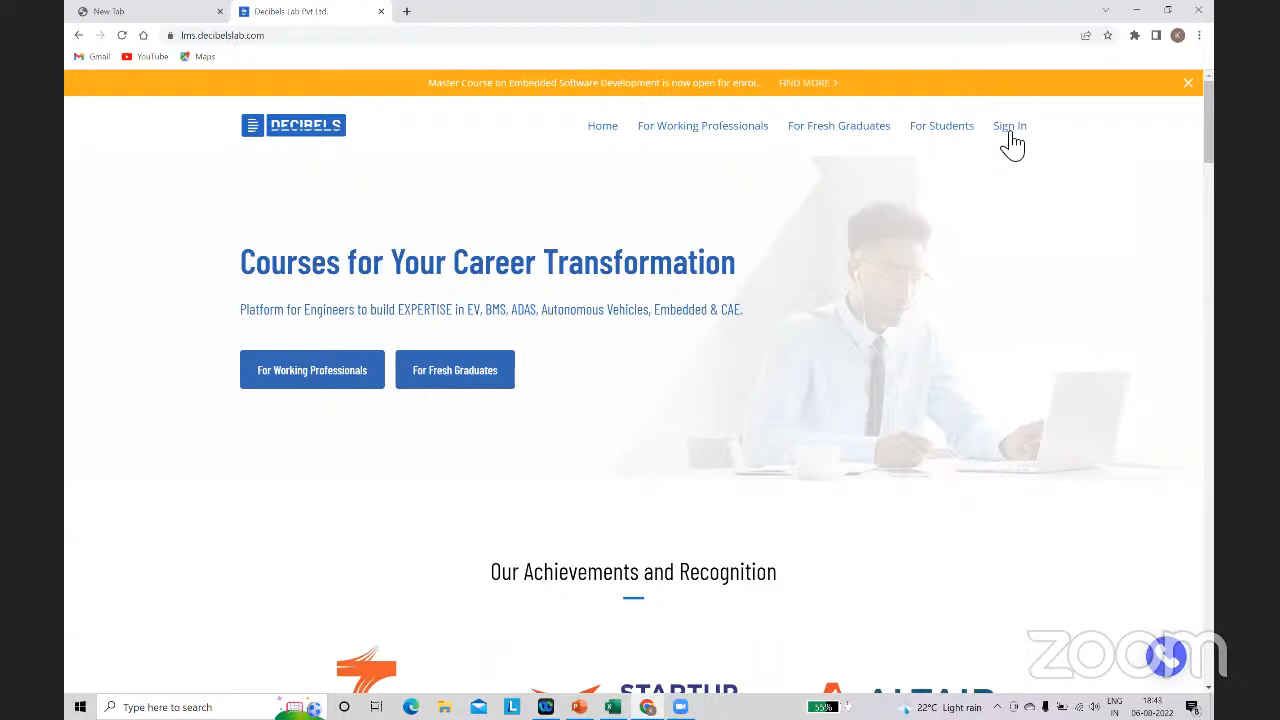 New Tab
Decibels Lab Pvt Ltd.
lms.decibelslab.com
K
Gmail
YouTube
Maps
Master Course on Embedded Software Development is now open for enrol...
FIND MORE >
DECIBELS
Home
For Working Professionals
For Fresh Graduates
For Students
Sign In
Courses for Your Career Transformation
Platform for Engineers to build EXPERTISE in EV, BMS, ADAS, Autonomous Vehicles, Embedded & CAE.
For Working Professionals
For Fresh Graduates
Our Achievements and Recognition
STARTUP
ALTAIR
zoom
Type here to search
L
55%
22°C Light rain
ENG
IN
18:43
06-08-2022